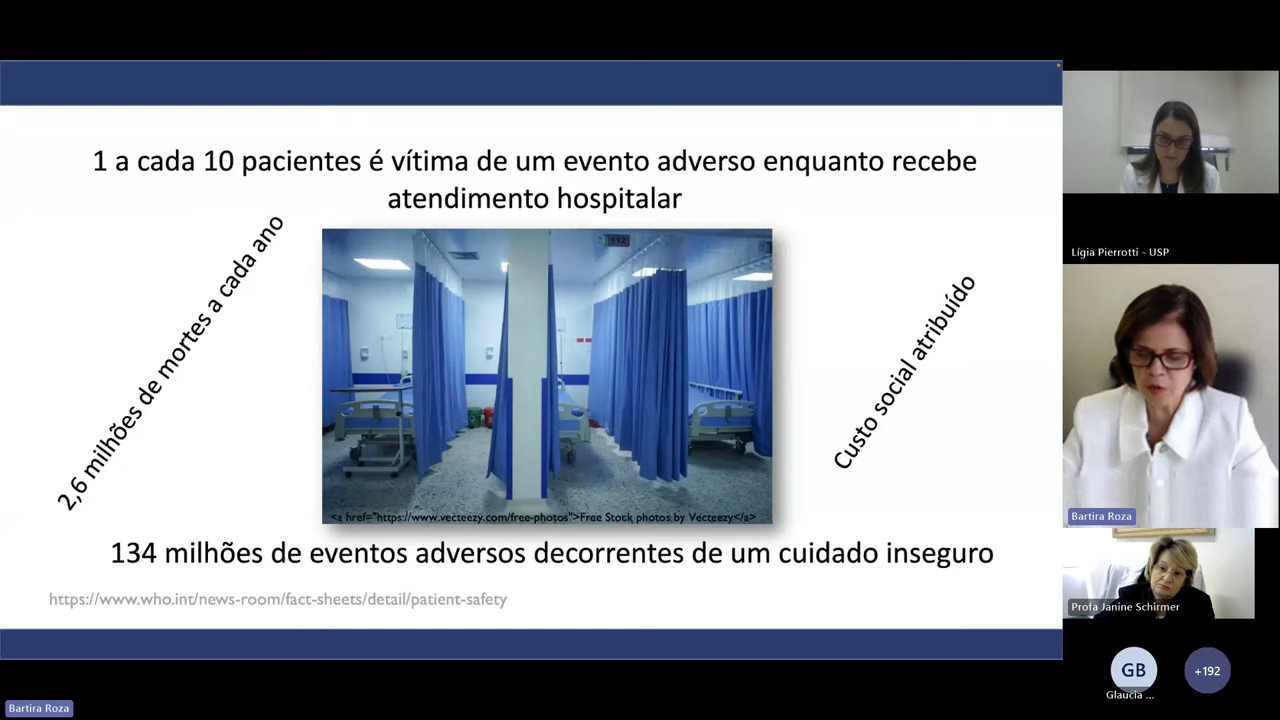 1 a cada 10 pacientes é vítima de um evento adverso enquanto recebe
atendimento hospitalar
2,6 milhões de mortes a cada ano
112
Custo social atribuído
<a href="https://www.vecteezy.com/free-photos">Free Stock photos by Vecteezy</a>
134 milhões de eventos adversos decorrentes de um cuidado inseguro
https://www.who.int/news-room/fact-sheets/detail/patient-safety
Lígia Pierrotti - USP
Bartira Roza
Profa Janine Schirmer
GB
+192
Glaucia ...
Bartira Roza